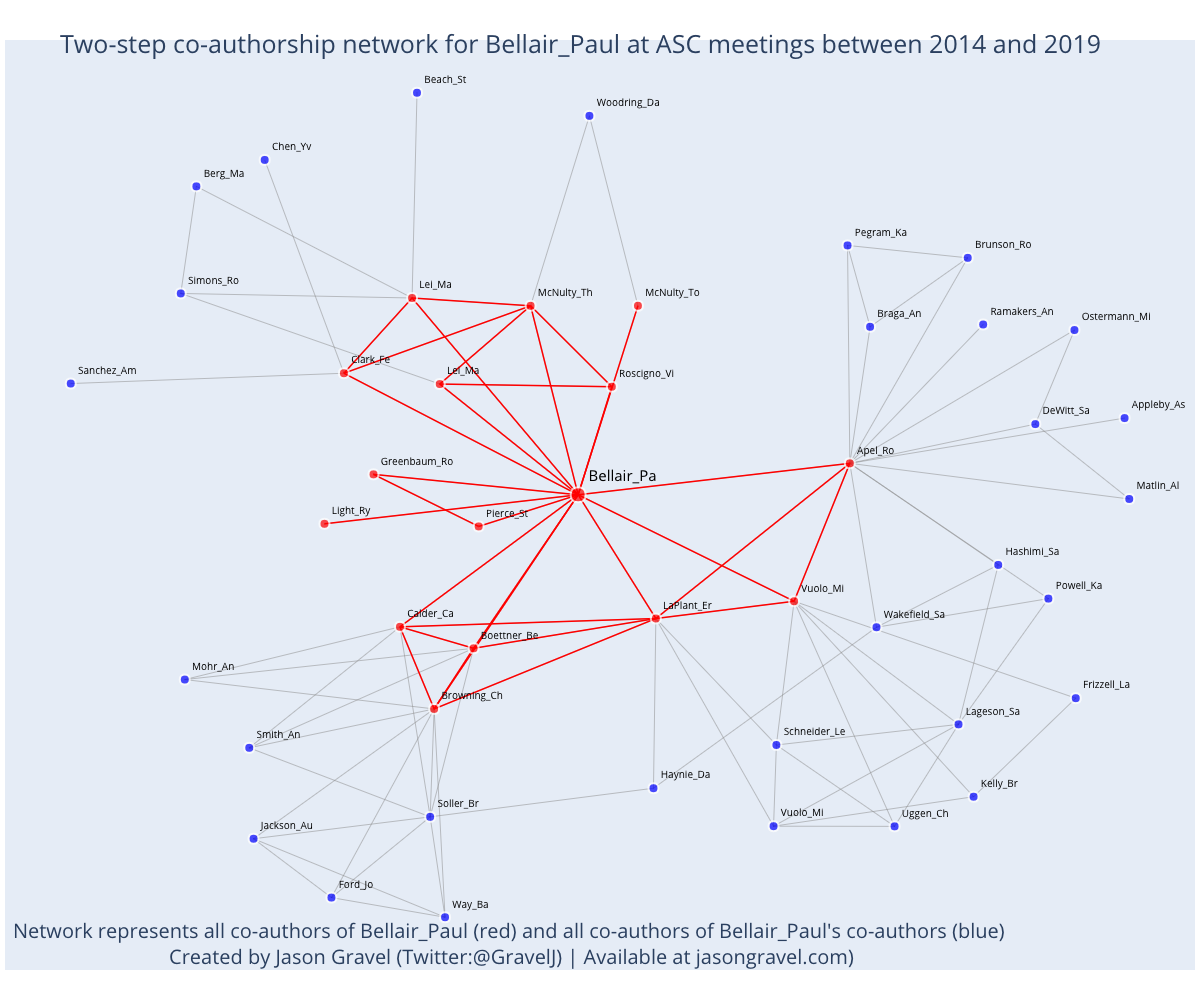 Two-step co-authorship network for Bellair_Paul at ASC meetings between 2014 and 2019
Beach_St
Woodring_Da
Chen_Yv
Berg_Ma
Pegram_Ka
Brunson_Ro
Simons_Ro
Lei_Ma
McNulty_Th
McNulty_To
Braga_An
Ramakers_An
Ostermann_Mi
Clark_Fe
Sanchez_Am
Lei_Ma
Roscigno_Vi
DeWitt_Sa
Appleby_As
Apel_Ro
Greenbaum_Ro
Bellair_Pa
Matlin_Al
Light_Ry
Pierce_St
Hashimi_Sa
Powell_Ka
Vuolo_Mi
LaPlant_Er
Calder_Ca
Wakefield_Sa
Boettner_Be
Mohr_An
Browning_Ch
Frizzell_La
Lageson_Sa
Smith_An
Schneider_Le
Haynie_Da
Kelly_Br
Soller_Br
Vuolo_Mi
Uggen_Ch
Jackson_Au
Ford_Jo
Way_Ba
Network represents all co-authors of Bellair_Paul (red) and all co-authors of Bellair_Paul's co-authors (blue)
Created by Jason Gravel (Twitter:@GravelJ) | Available at jasongravel.com)